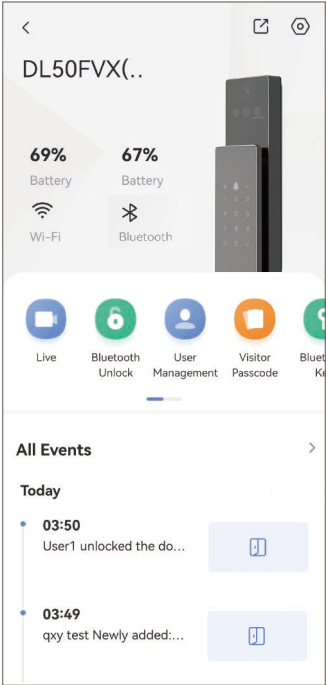 DL50FVX(..
69% 67%
Battery Battery
Wi-Fi Bluetooth
Live Bluetooth User Visitor Bluet
Unlock Management Passcode Ke
All Events
Today
03:50
User1 unlocked the do...
03:49
qxy test Newly added:...